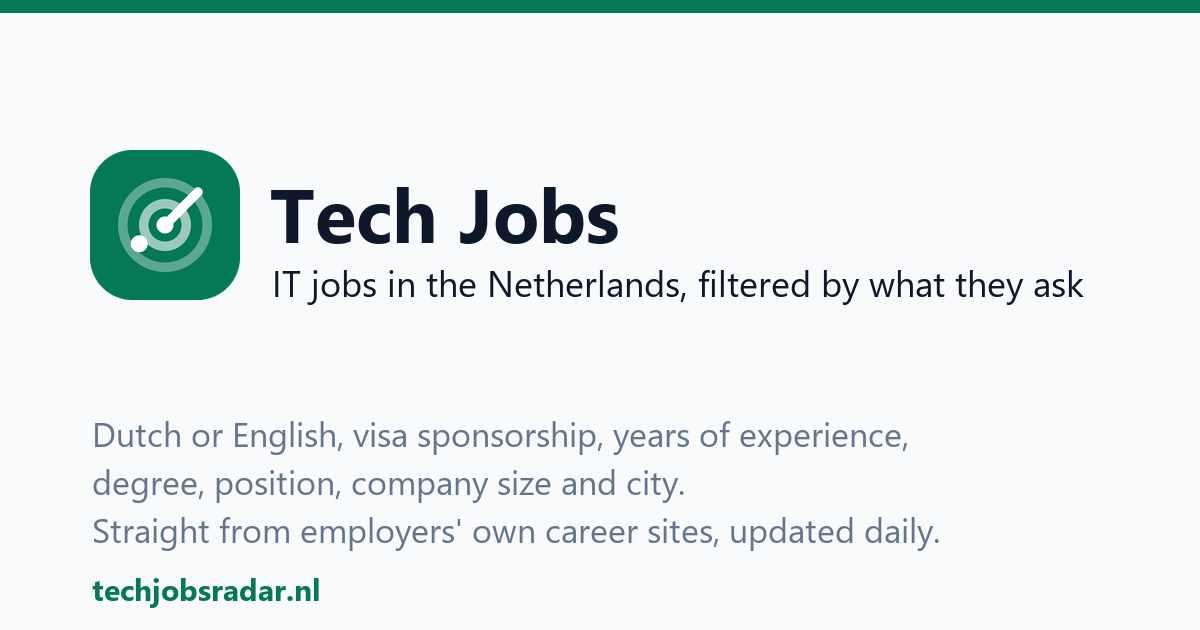 Tech Jobs
IT jobs in the Netherlands, filtered by what they ask
Dutch or English, visa sponsorship, years of experience,
degree, position, company size and city.
Straight from employers' own career sites, updated daily.
techjobsradar.nl